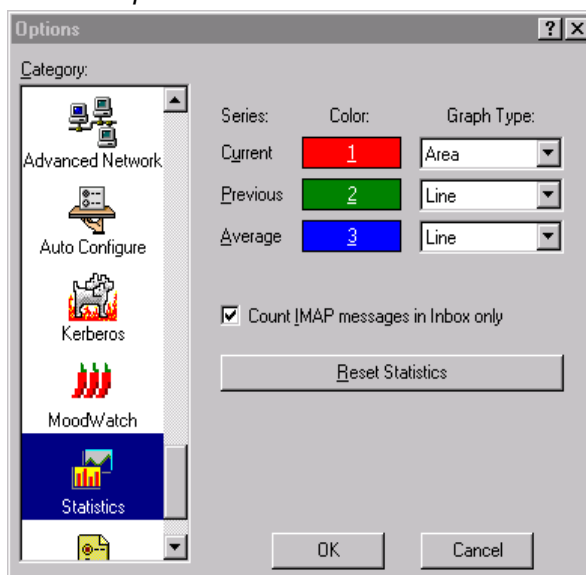 Options
Category:
Advanced Network
Auto Configure
Kerberos
MoodWatch
Statistics
Series: Color: Graph Type:
Current 1 Area
Previous 2 Line
Average 3 Line
Count IMAP messages in Inbox only
Reset Statistics
OK Cancel